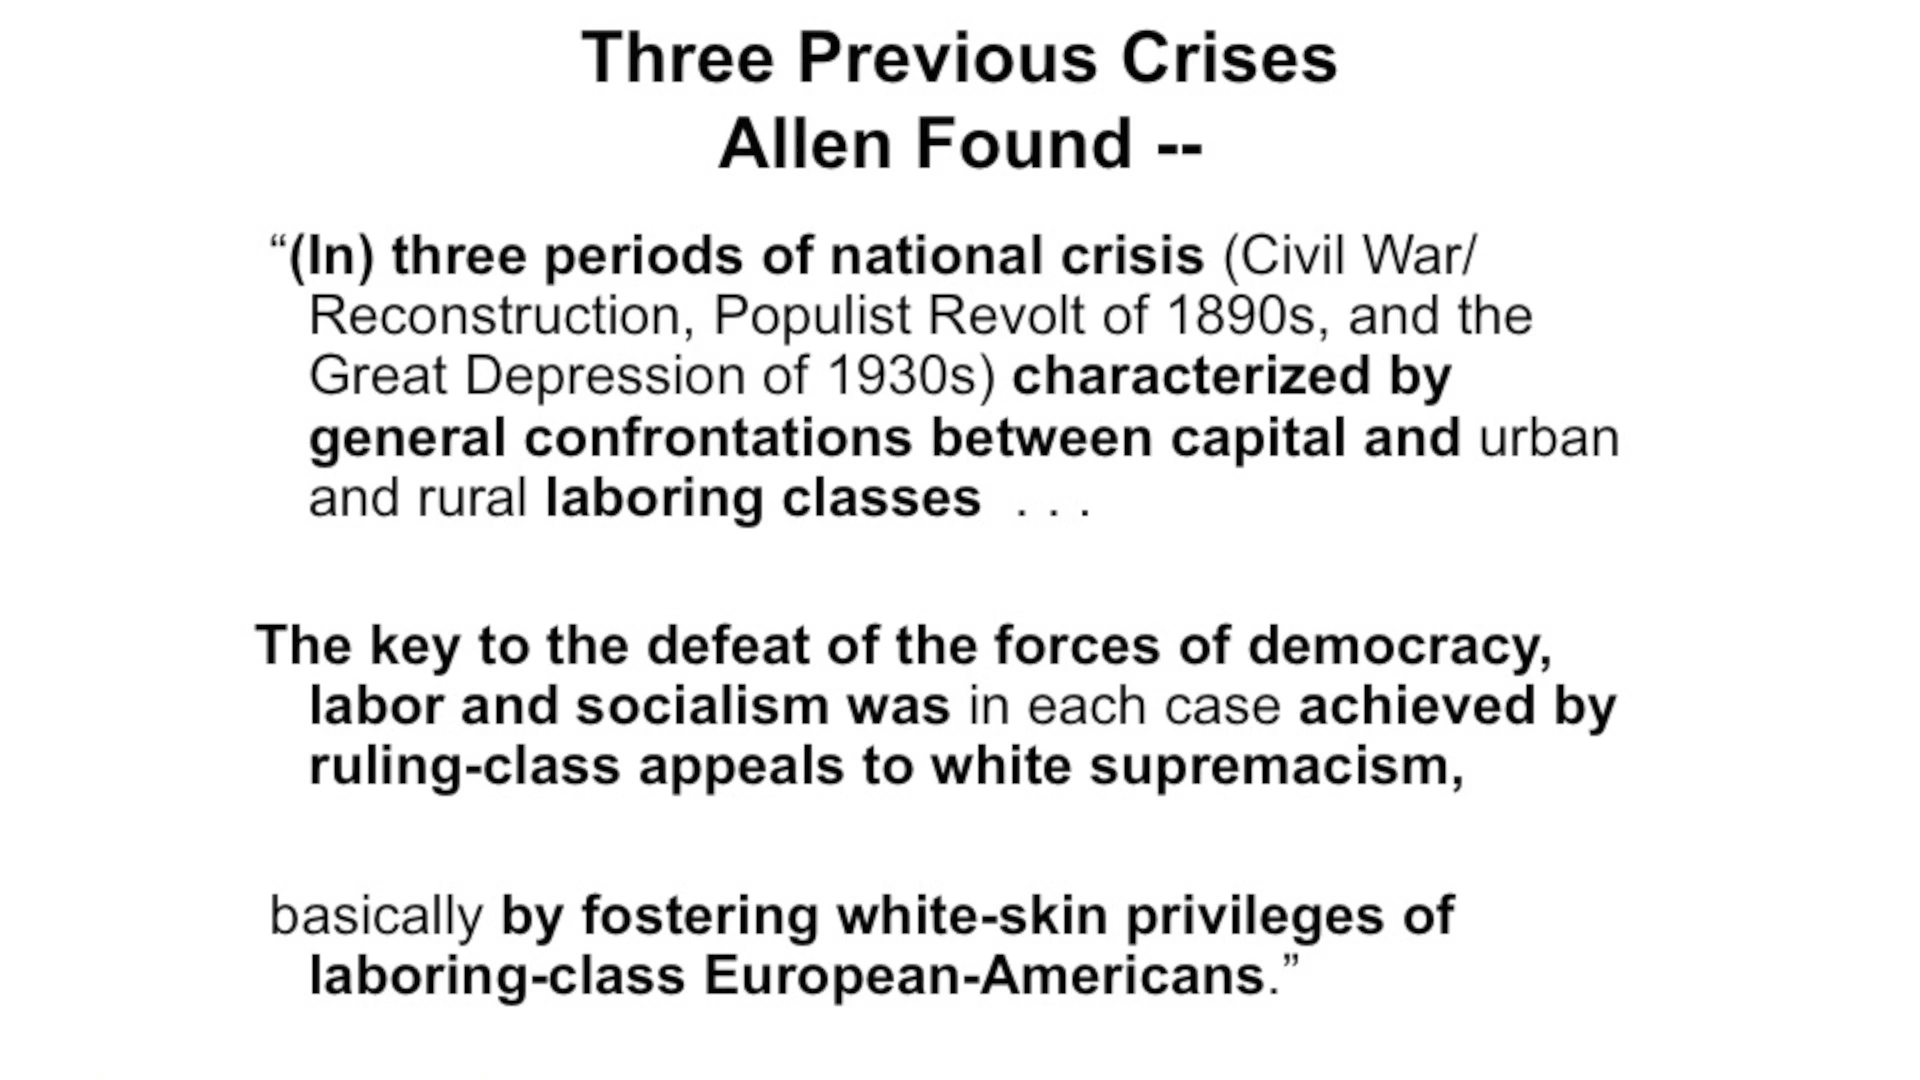 Three Previous Crises
Allen Found --
“(In) three periods of national crisis (Civil War/
Reconstruction, Populist Revolt of 1890s, and the
Great Depression of 1930s) characterized by
general confrontations between capital and urban
and rural laboring classes . . .
The key to the defeat of the forces of democracy,
labor and socialism was in each case achieved by
ruling-class appeals to white supremacism,
basically by fostering white-skin privileges of
laboring-class European-Americans.”